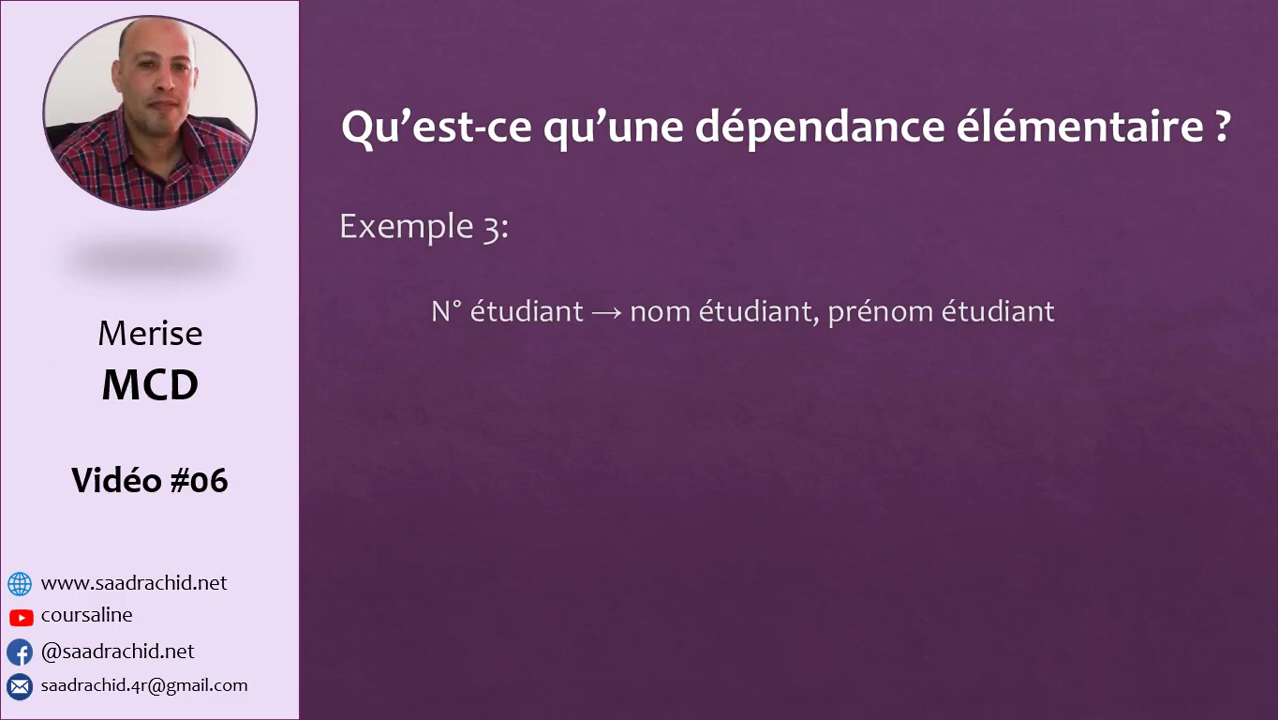 Merise
MCD
Vidéo #06
www.saadrachid.net
coursaline
@saadrachid.net
saadrachid.4r@gmail.com
Qu’est-ce qu’une dépendance élémentaire ?
Exemple 3:
N° étudiant → nom étudiant, prénom étudiant